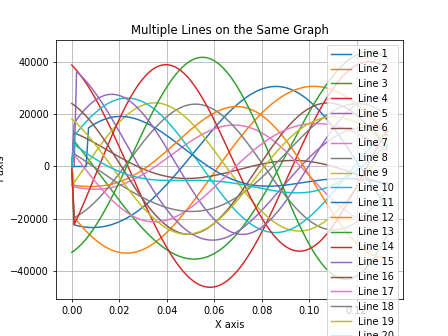 Multiple Lines on the Same Graph
40000
20000
0
−20000
−40000
0.00
0.02
0.04
0.06
0.08
0.10
X axis
axis
Line 1
Line 2
Line 3
Line 4
Line 5
Line 6
Line 7
Line 8
Line 9
Line 10
Line 11
Line 12
Line 13
Line 14
Line 15
Line 16
Line 17
Line 18
Line 19
Line 20